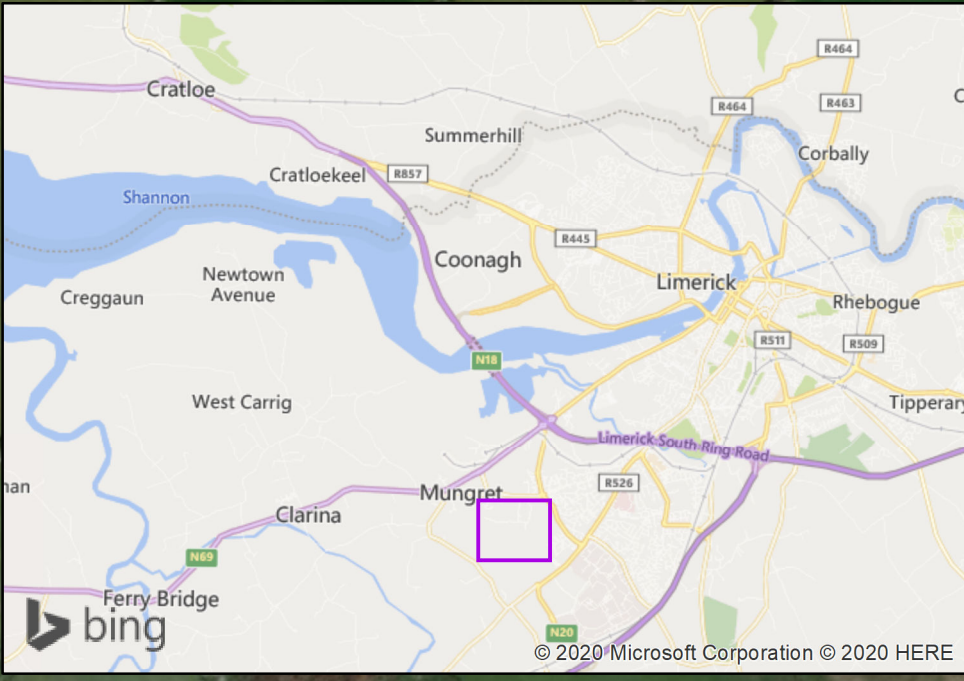 R464
Cratloe
R464
R463
Summerhill
Corbally
Cratloekeel
R857
Shannon
R445
Coonagh
Newtown
Avenue
Limerick
Creggaun
Rhebogue
R511
R509
N18
West Carrig
Tipperary
Limerick South Ring Road
R526
Mungret
Clarina
N69
Ferry Bridge
bing
N20
© 2020 Microsoft Corporation © 2020 HERE